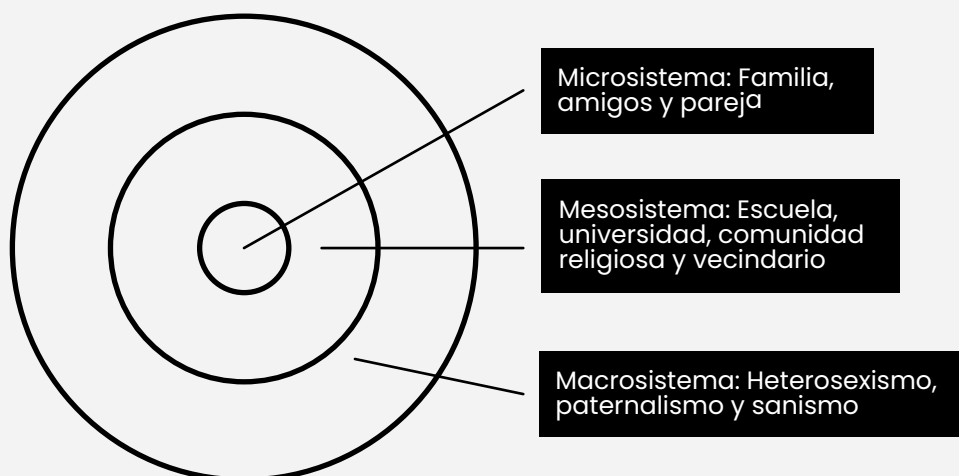 Microsistema: Familia,
amigos y pareja
Mesosistema: Escuela,
universidad, comunidad
religiosa y vecindario
Macrosistema: Heterosexismo,
paternalismo y sanismo